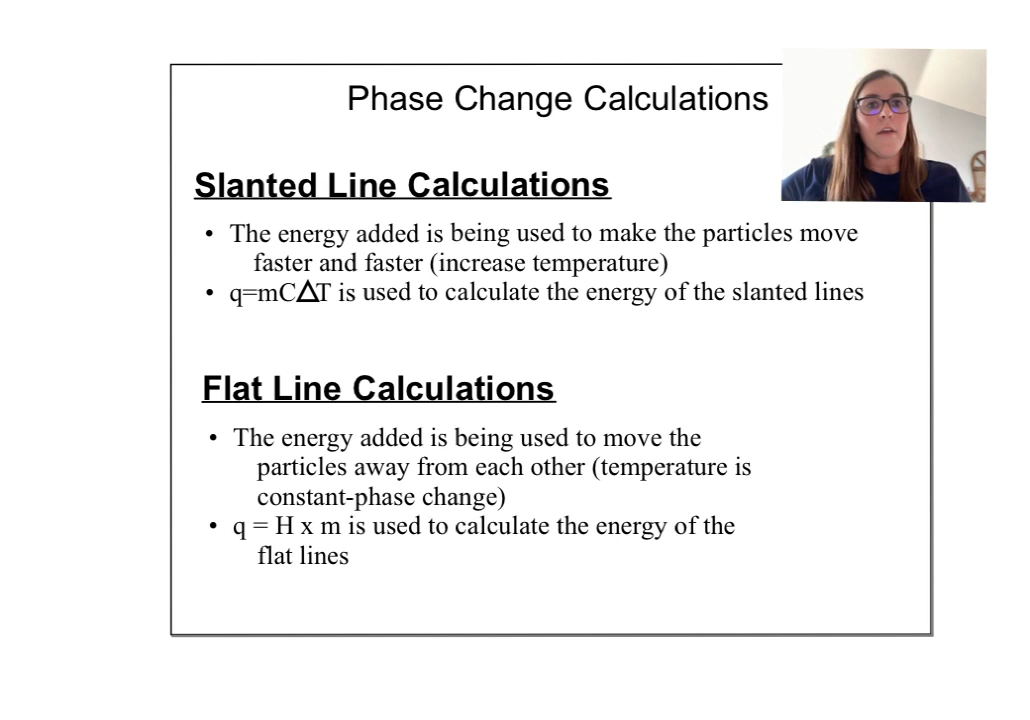 Phase Change Calculations
Slanted Line Calculations
• The energy added is being used to make the particles move
faster and faster (increase temperature)
• q=mCΔT is used to calculate the energy of the slanted lines
Flat Line Calculations
• The energy added is being used to move the
particles away from each other (temperature is
constant-phase change)
• q = H x m is used to calculate the energy of the
flat lines